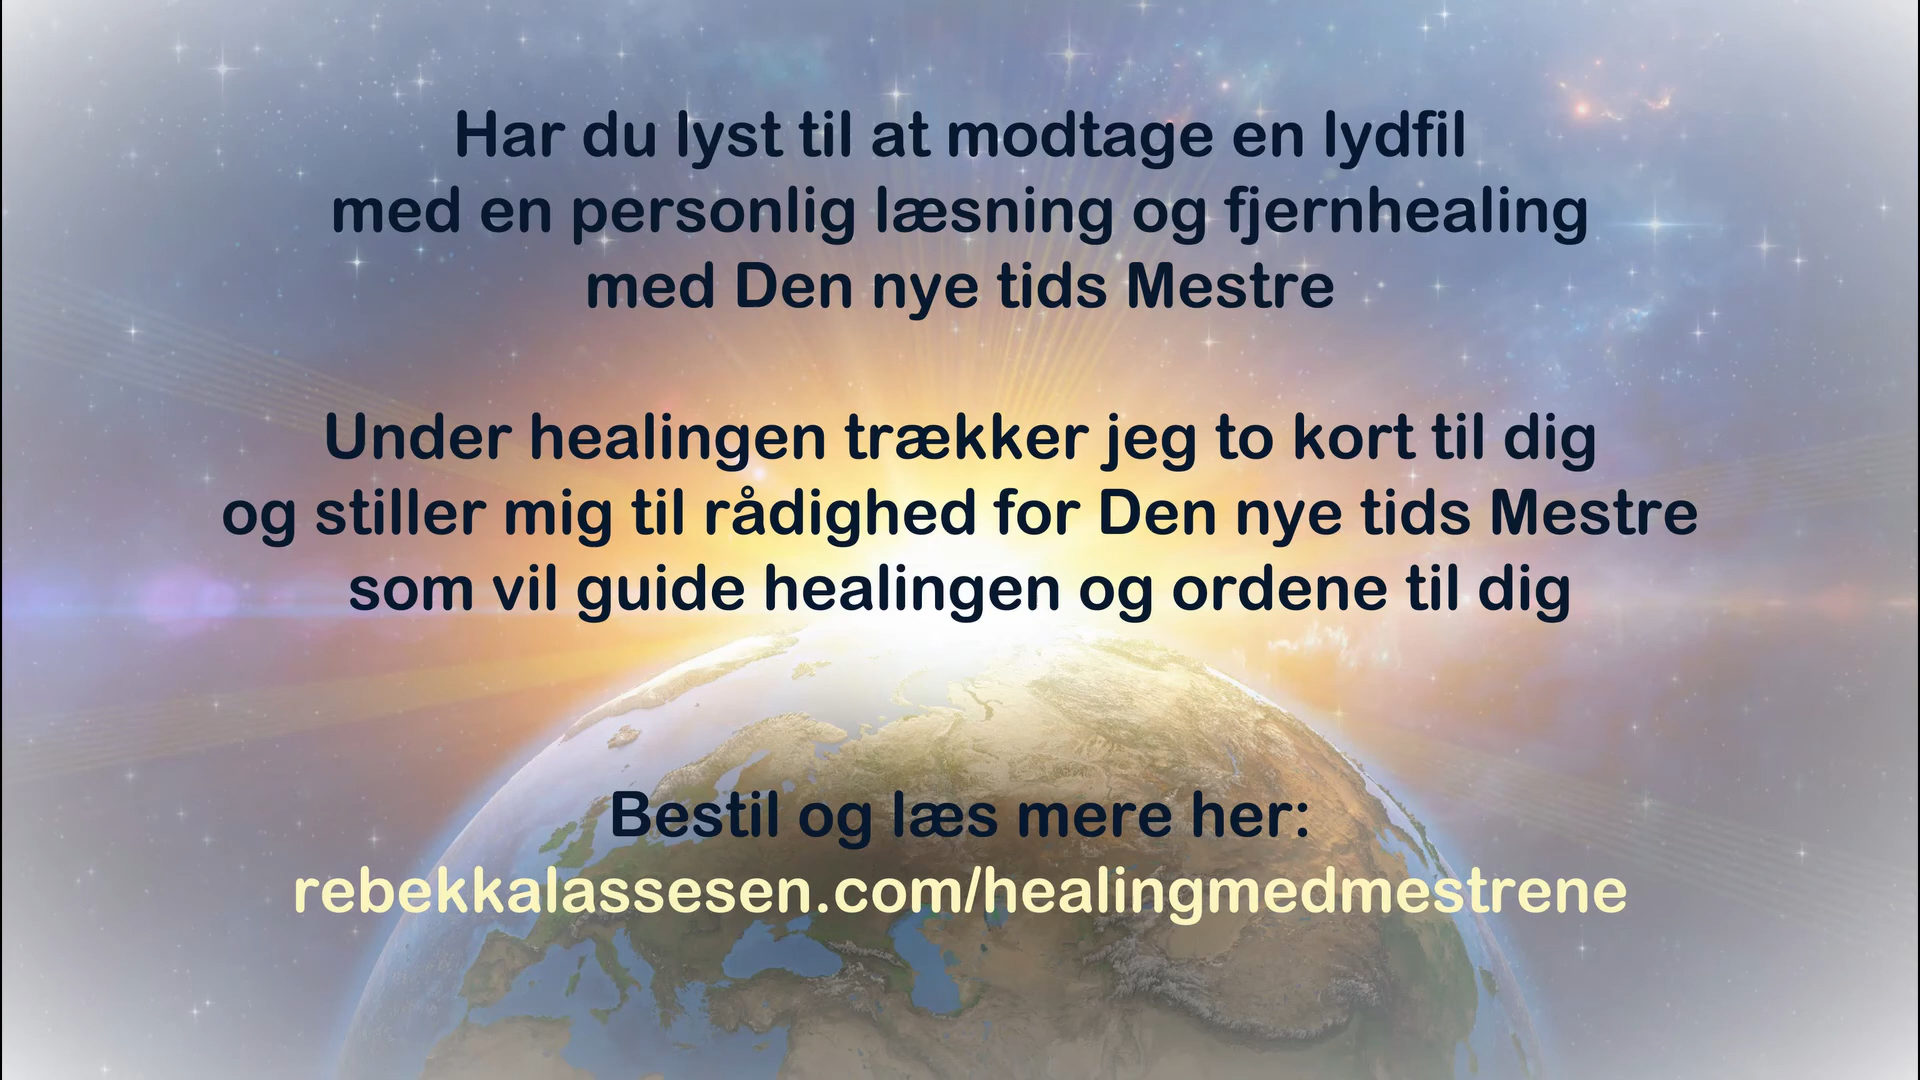 Har du lyst til at modtage en lydfil
med en personlig læsning og fjernhealing
med Den nye tids Mestre
Under healingen trækker jeg to kort til dig
og stiller mig til rådighed for Den nye tids Mestre
som vil guide healingen og ordene til dig
Bestil og læs mere her:
rebekkalassesen.com/healingmedmestrene